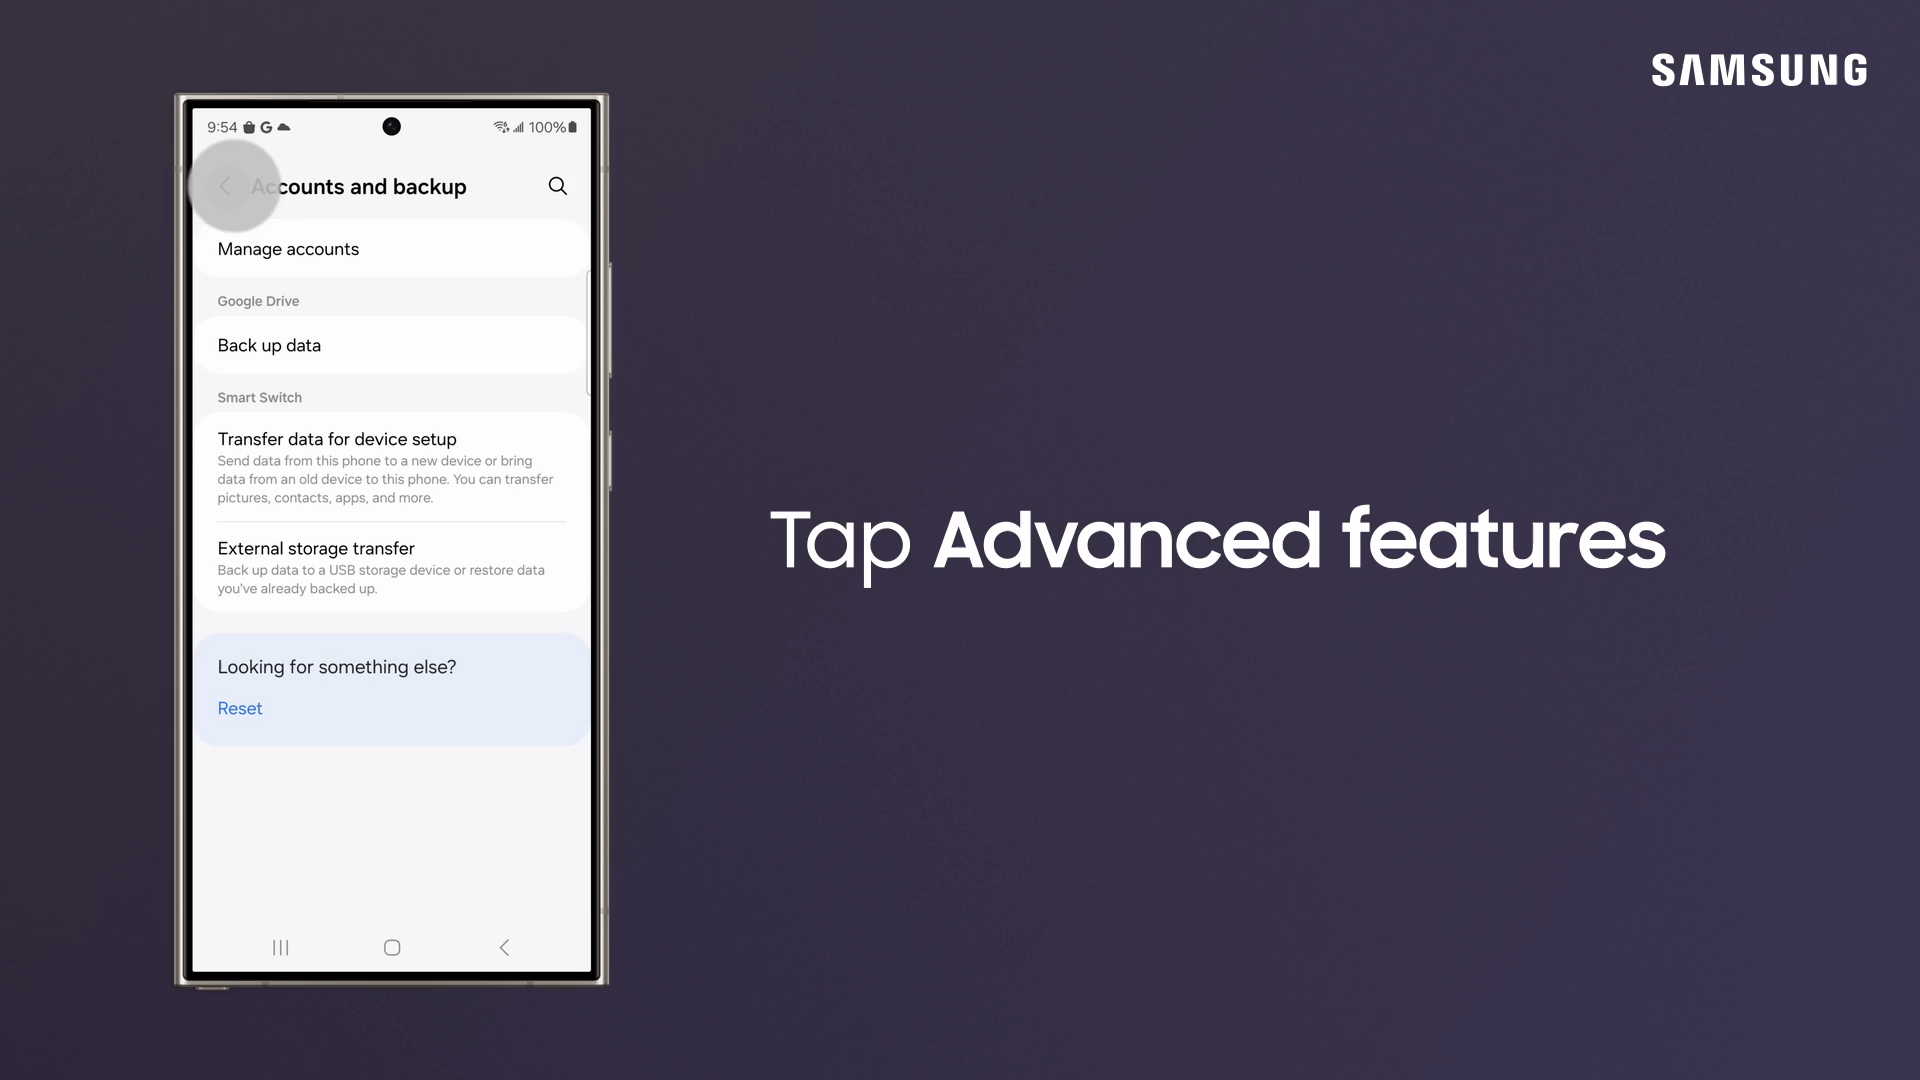 SAMSUNG
9:54
100%
Accounts and backup
Manage accounts
Google Drive
Back up data
Smart Switch
Transfer data for device setup
Send data from this phone to a new device or bring
data from an old device to this phone. You can transfer
pictures, contacts, apps, and more.
External storage transfer
Back up data to a USB storage device or restore data
you've already backed up.
Looking for something else?
Reset
Tap Advanced features